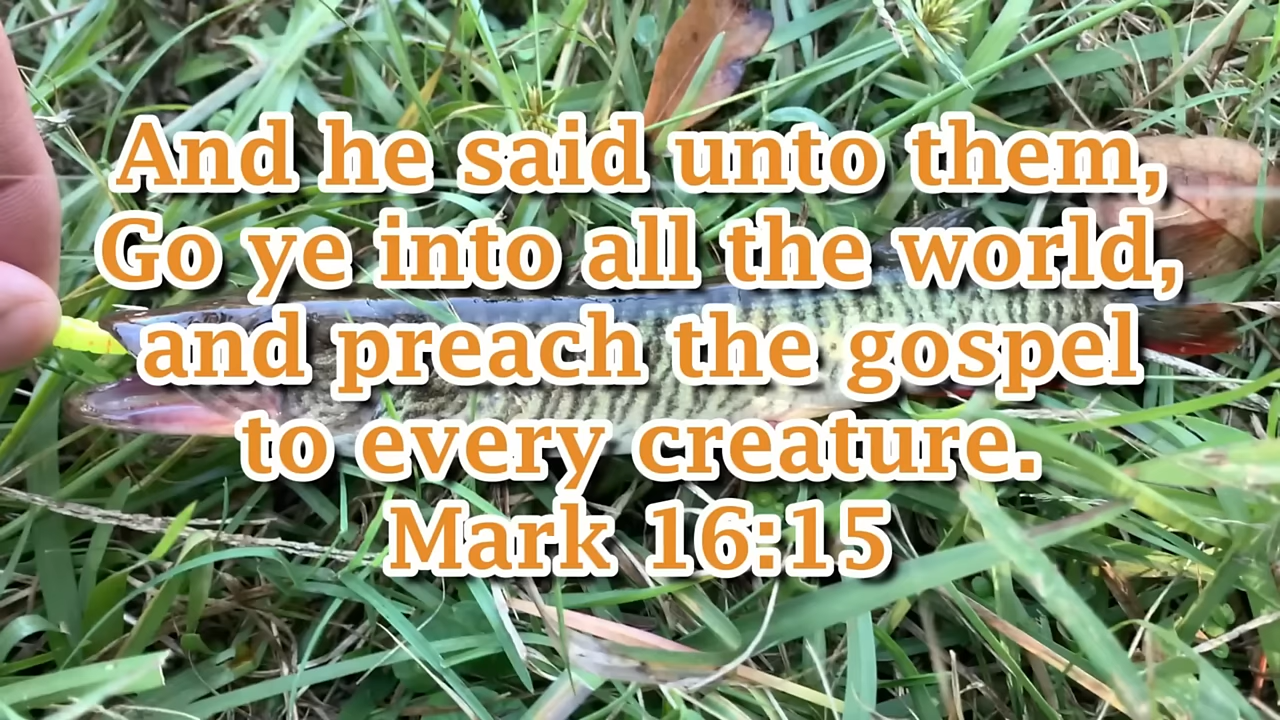 And he said unto them,
Go ye into all the world,
and preach the gospel
to every creature.
Mark 16:15